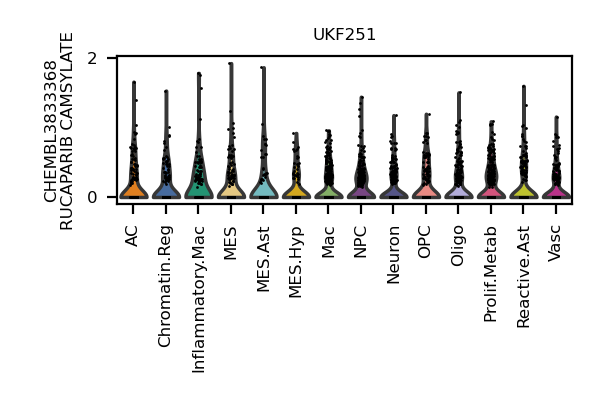 UKF251
CHEMBL3833368
RUCAPARIB CAMSYLATE
2
0
AC
Chromatin.Reg
Inflammatory.Mac
MES
MES.Ast
MES.Hyp
Mac
NPC
Neuron
OPC
Oligo
Prolif.Metab
Reactive.Ast
Vasc